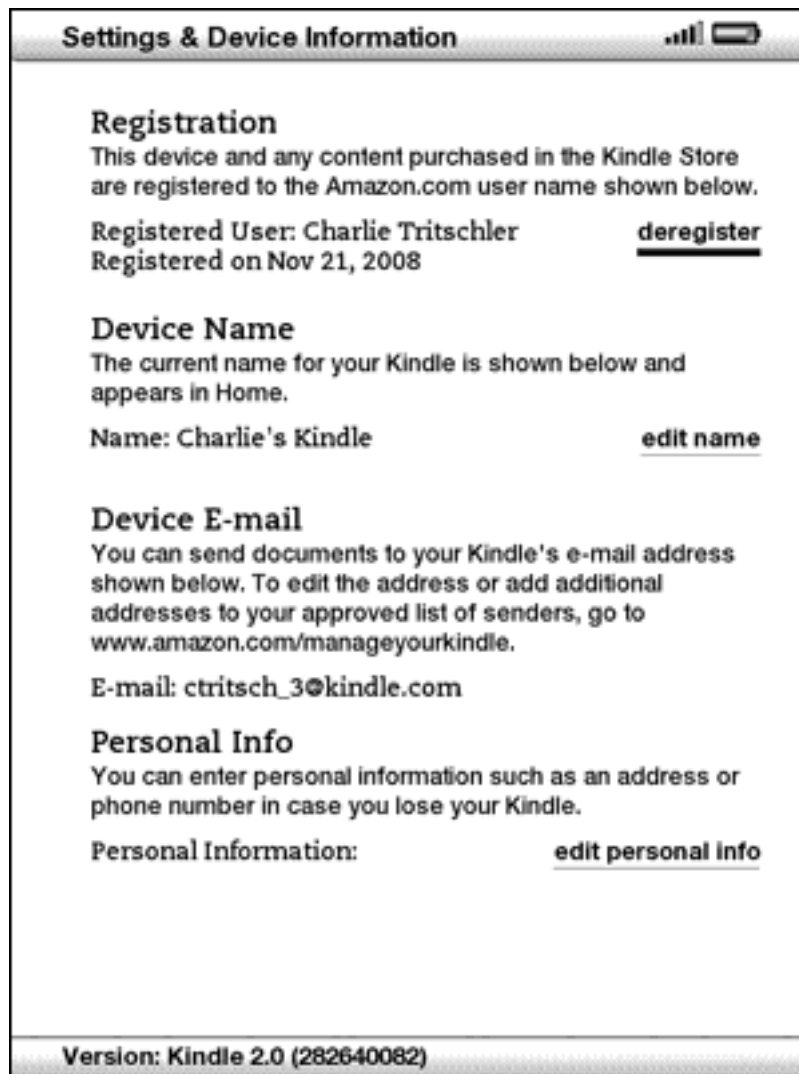 Settings & Device Information
Registration
This device and any content purchased in the Kindle Store
are registered to the Amazon.com user name shown below.
Registered User: Charlie Tritschler deregister
Registered on Nov 21, 2008
Device Name
The current name for your Kindle is shown below and
appears in Home.
Name: Charlie's Kindle edit name
Device E-mail
You can send documents to your Kindle's e-mail address
shown below. To edit the address or add additional
addresses to your approved list of senders, go to
www.amazon.com/manageyourkindle.
E-mail: ctritsch_3@kindle.com
Personal Info
You can enter personal information such as an address or
phone number in case you lose your Kindle.
Personal Information: edit personal info
Version: Kindle 2.0 (282640082)